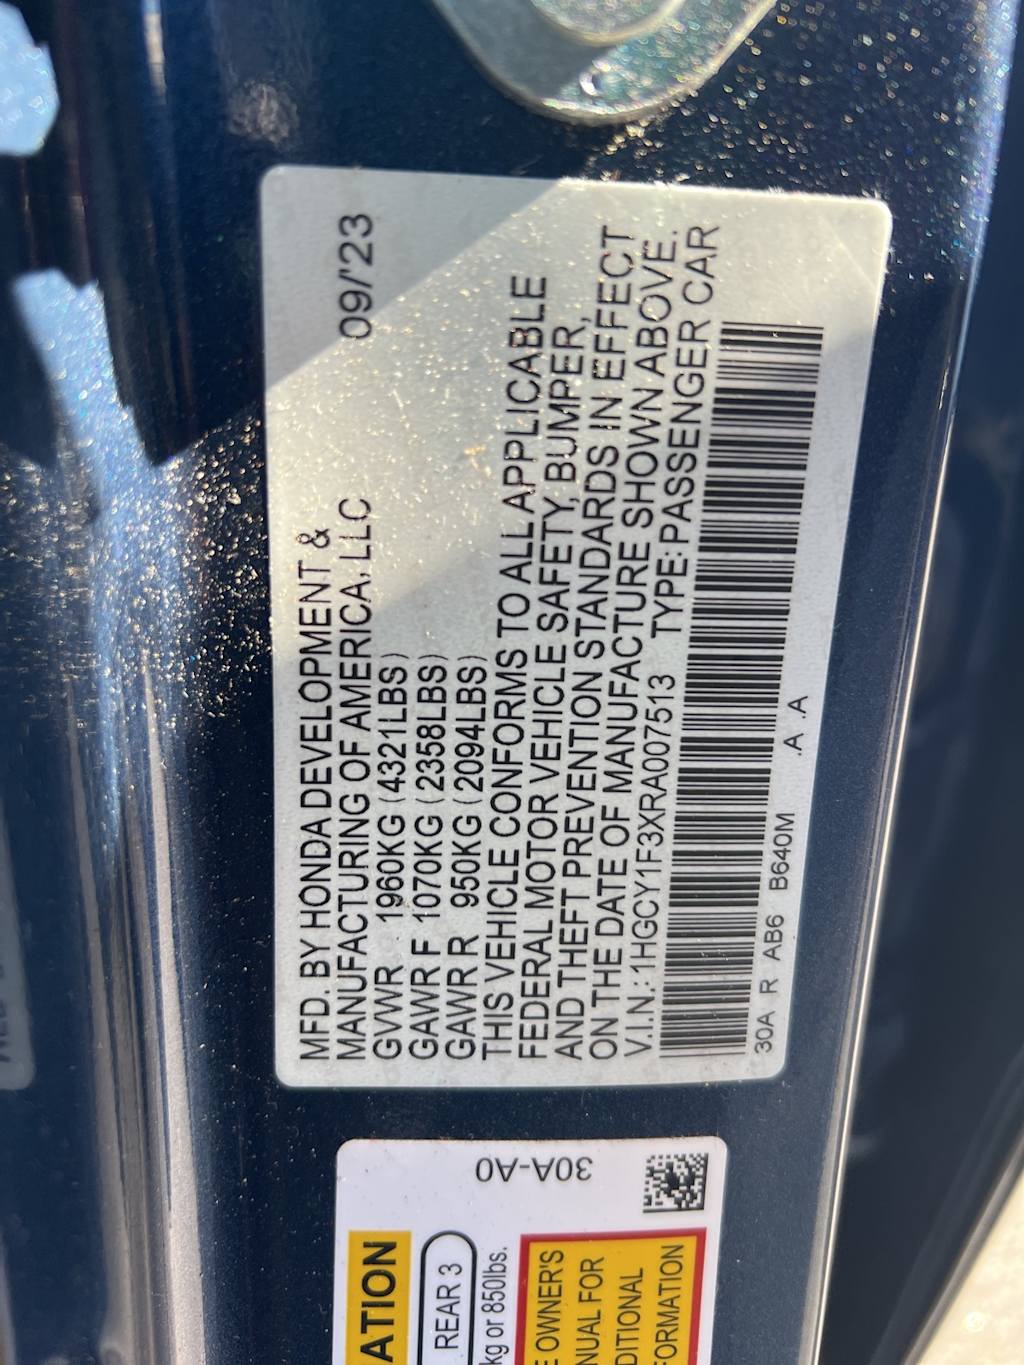 MFD. BY HONDA DEVELOPMENT &
MANUFACTURING OF AMERICA, LLC 09/'23
GVWR 1960KG (4321LBS)
GAWR F 1070KG (2358LBS)
GAWR R 950KG (2094LBS)
THIS VEHICLE CONFORMS TO ALL APPLICABLE
FEDERAL MOTOR VEHICLE SAFETY, BUMPER,
AND THEFT PREVENTION STANDARDS IN EFFECT
ON THE DATE OF MANUFACTURE SHOWN ABOVE.
V.I.N.: 1HGCY1F3XRA007513 TYPE: PASSENGER CAR
30A R AB6 B640M .A .A
30A-A0
ATION
REAR 3
kg or 850lbs.
E OWNER'S
NUAL FOR
DITIONAL
FORMATION